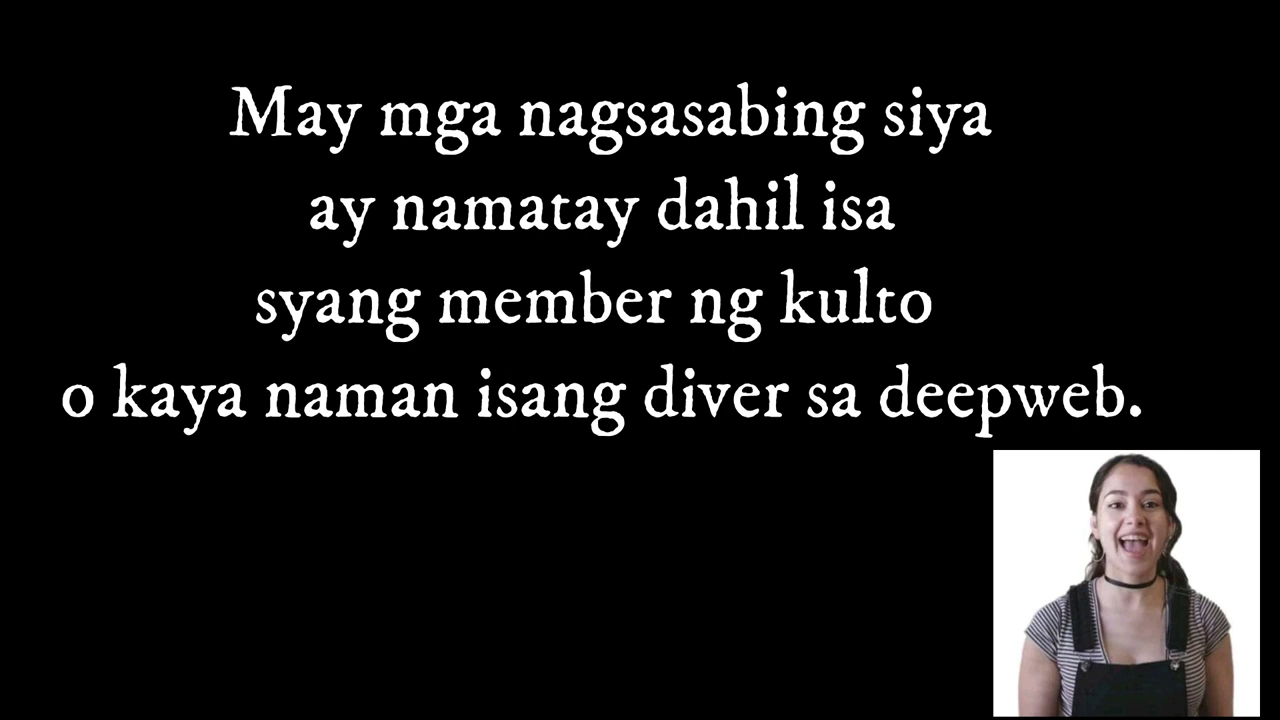 May mga nagsasabing siya
ay namatay dahil isa
syang member ng kulto
o kaya naman isang diver sa deepweb.